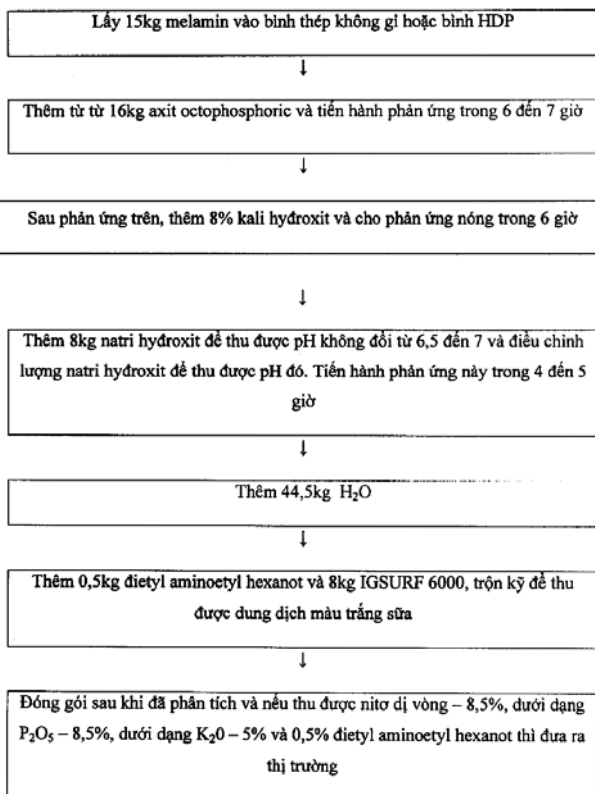 Lấy 15kg melamin vào bình thép không gỉ hoặc bình HDP
↓
Thêm từ từ 16kg axit octophosphoric và tiến hành phản ứng trong 6 đến 7 giờ
↓
Sau phản ứng trên, thêm 8% kali hyđroxit và cho phản ứng nóng trong 6 giờ
↓
Thêm 8kg natri hyđroxit để thu được pH không đổi từ 6,5 đến 7 và điều chỉnh
lượng natri hyđroxit để thu được pH đó. Tiến hành phản ứng này trong 4 đến 5
giờ
↓
Thêm 44,5kg H₂O
↓
Thêm 0,5kg đietyl aminoetyl hexanot và 8kg IGSURF 6000, trộn kỹ để thu
được dung dịch màu trắng sữa
↓
Đóng gói sau khi đã phân tích và nếu thu được nitơ dị vòng – 8,5%, dưới dạng
P₂O₅ – 8,5%, dưới dạng K₂0 – 5% và 0,5% đietyl aminoetyl hexanot thì đưa ra
thị trường